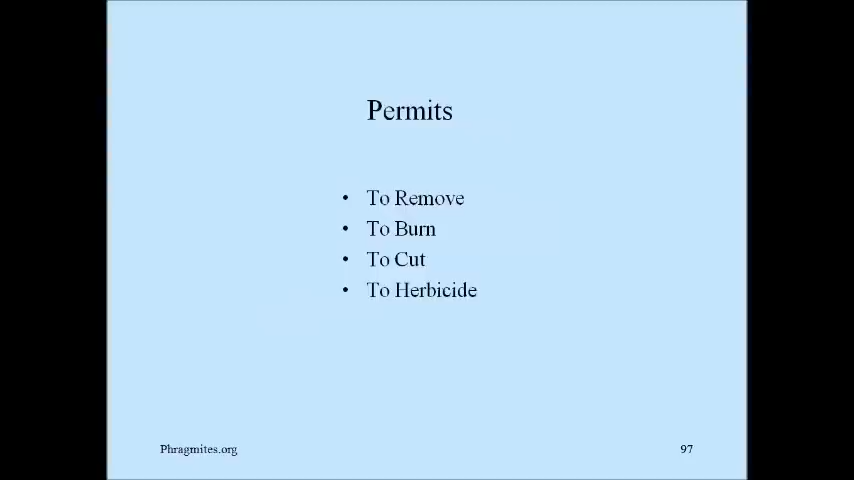 Permits
• To Remove
• To Burn
• To Cut
• To Herbicide
Phragmites.org
97